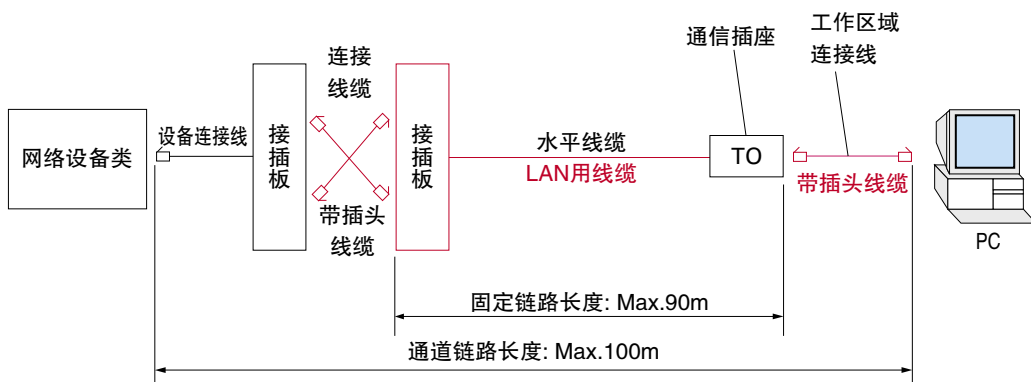 网络设备类
设备连接线
接插板
连接
线缆
带插头
线缆
接插板
水平线缆
LAN用线缆
通信插座
TO
工作区域
连接线
带插头线缆
PC
固定链路长度: Max.90m
通道链路长度: Max.100m